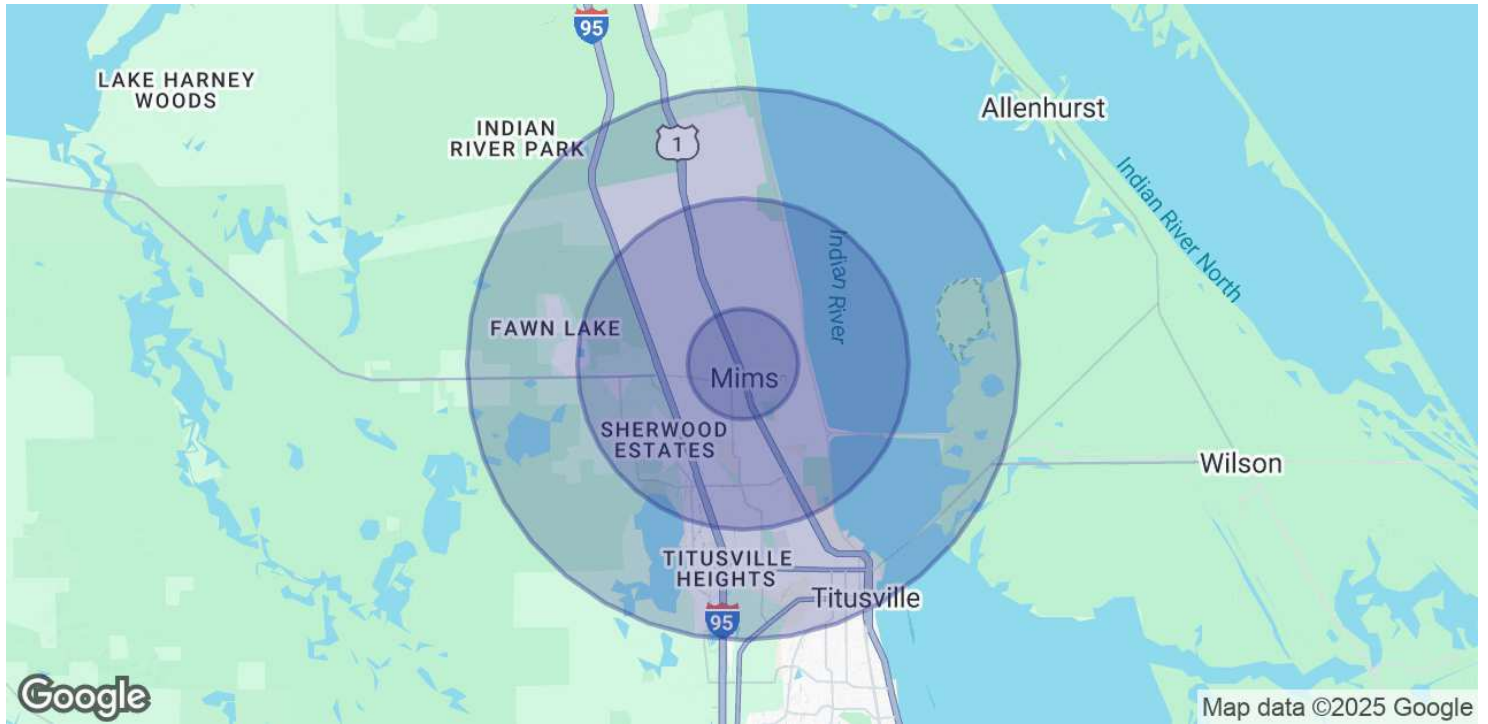 95
LAKE HARNEY
WOODS
Allenhurst
INDIAN
RIVER PARK
1
Indian River North
Indian River
FAWN LAKE
Mims
SHERWOOD
ESTATES
Wilson
TITUSVILLE
HEIGHTS
Titusville
95
Google
Map data ©2025 Google